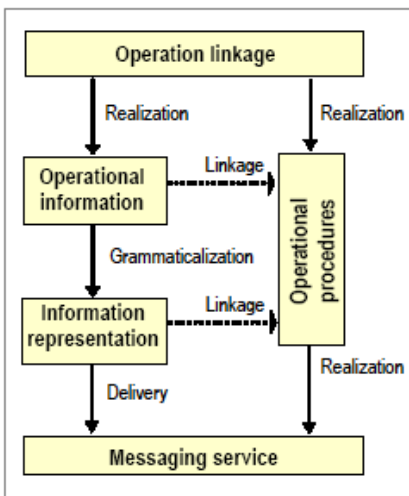 Operation linkage
Realization
Realization
Operational
information
Linkage
Operational
procedures
Grammaticalization
Information
representation
Linkage
Realization
Delivery
Messaging service